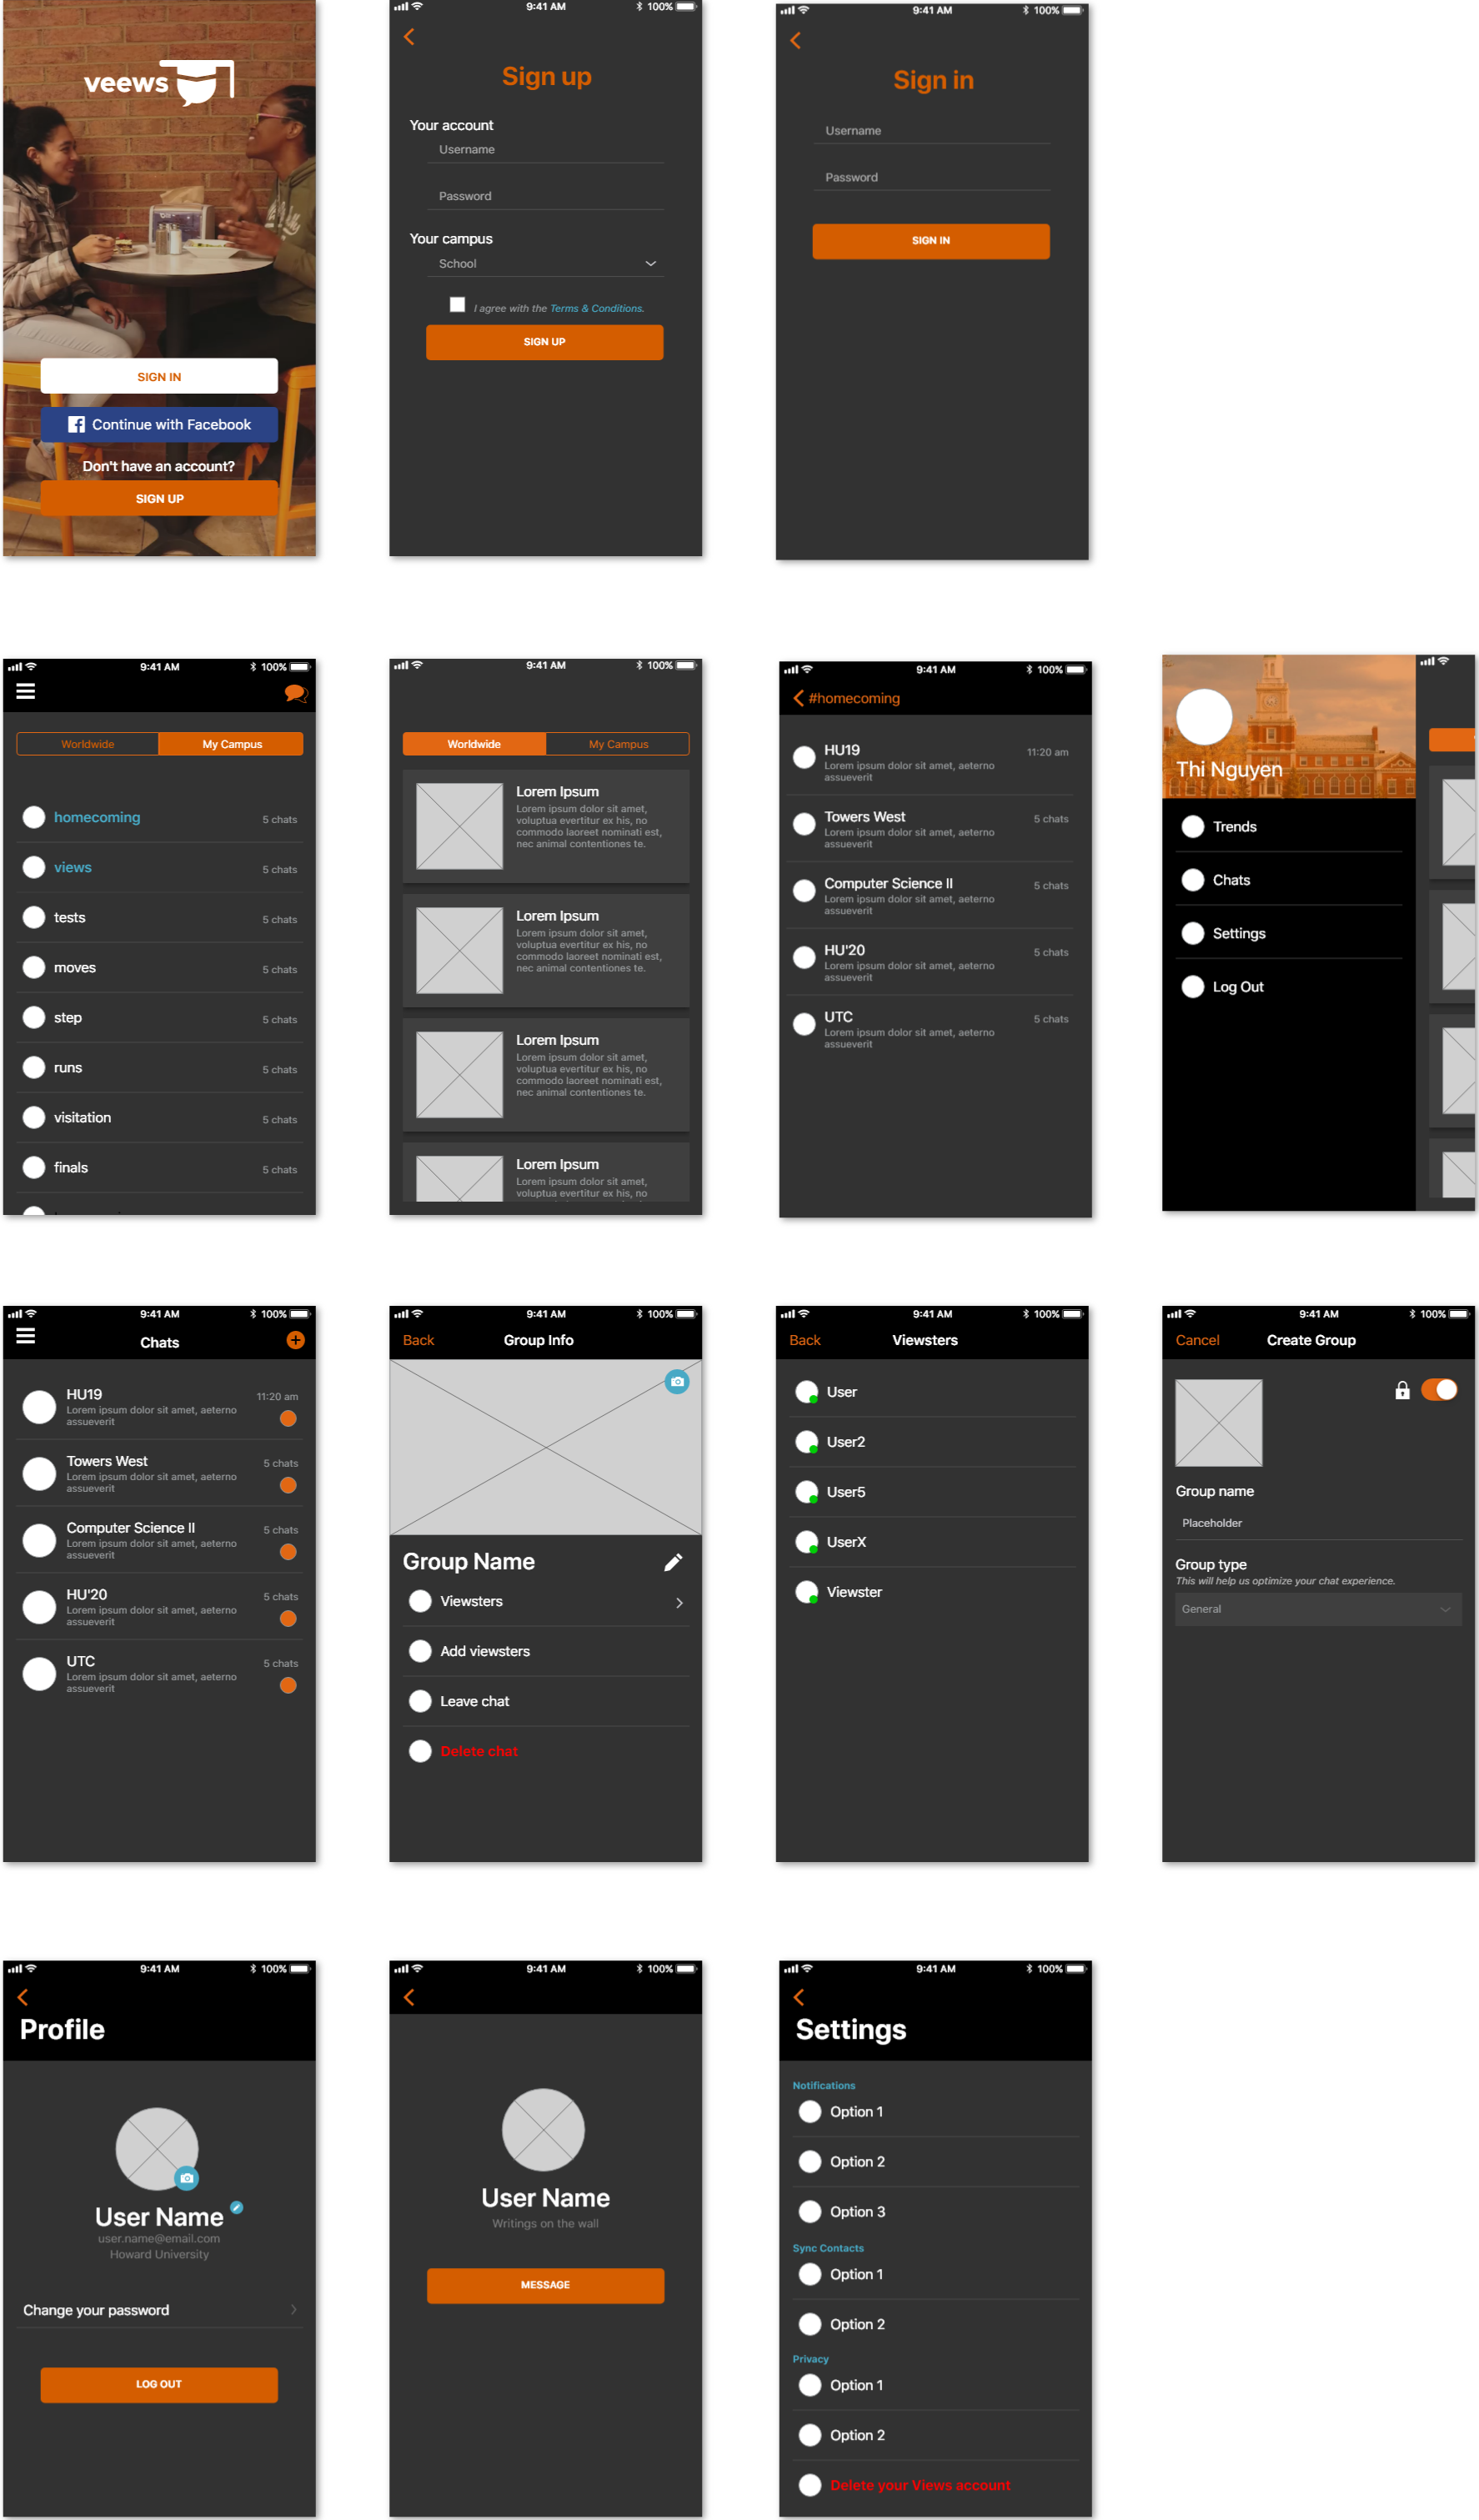 veews
SIGN IN
Continue with Facebook
Don't have an account?
SIGN UP
9:41 AM
100%
Sign up
Your account
Username
Password
Your campus
School
I agree with the Terms & Conditions.
SIGN UP
9:41 AM
100%
Sign in
Username
Password
SIGN IN
9:41 AM
100%
Worldwide
My Campus
homecoming
5 chats
views
5 chats
tests
5 chats
moves
5 chats
step
5 chats
runs
5 chats
visitation
5 chats
finals
5 chats
9:41 AM
100%
Worldwide
My Campus
Lorem Ipsum
Lorem ipsum dolor sit amet,
voluptua evertitur ex his, no
commodo laoreet nominati est,
nec animal contentiones te.
Lorem Ipsum
Lorem ipsum dolor sit amet,
voluptua evertitur ex his, no
commodo laoreet nominati est,
nec animal contentiones te.
Lorem Ipsum
Lorem ipsum dolor sit amet,
voluptua evertitur ex his, no
commodo laoreet nominati est,
nec animal contentiones te.
Lorem Ipsum
Lorem ipsum dolor sit amet,
voluptua evertitur ex his, no
9:41 AM
100%
#homecoming
HU19
11:20 am
Lorem ipsum dolor sit amet, aeterno
assueverit
Towers West
5 chats
Lorem ipsum dolor sit amet, aeterno
assueverit
Computer Science II
5 chats
Lorem ipsum dolor sit amet, aeterno
assueverit
HU'20
5 chats
Lorem ipsum dolor sit amet, aeterno
assueverit
UTC
5 chats
Lorem ipsum dolor sit amet, aeterno
assueverit
Thi Nguyen
Trends
Chats
Settings
Log Out
9:41 AM
100%
Chats
HU19
11:20 am
Lorem ipsum dolor sit amet, aeterno
assueverit
Towers West
5 chats
Lorem ipsum dolor sit amet, aeterno
assueverit
Computer Science II
5 chats
Lorem ipsum dolor sit amet, aeterno
assueverit
HU'20
5 chats
Lorem ipsum dolor sit amet, aeterno
assueverit
UTC
5 chats
Lorem ipsum dolor sit amet, aeterno
assueverit
9:41 AM
100%
Back
Group Info
Group Name
Viewsters
Add viewsters
Leave chat
Delete chat
9:41 AM
100%
Back
Viewsters
User
User2
User5
UserX
Viewster
9:41 AM
100%
Cancel
Create Group
Group name
Placeholder
Group type
This will help us optimize your chat experience.
General
9:41 AM
100%
Profile
User Name
user.name@email.com
Howard University
Change your password
LOG OUT
9:41 AM
100%
User Name
Writings on the wall
MESSAGE
9:41 AM
100%
Settings
Notifications
Option 1
Option 2
Option 3
Sync Contacts
Option 1
Option 2
Privacy
Option 1
Option 2
Delete your Views account